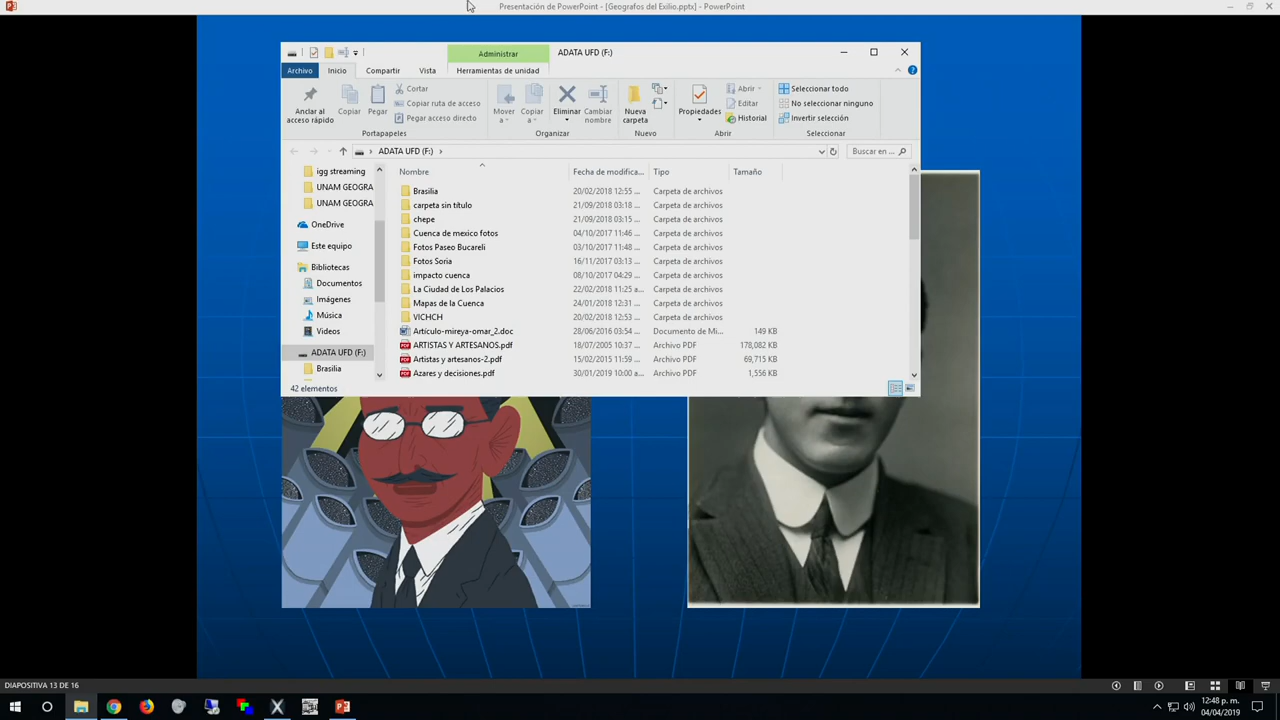 Presentación de PowerPoint - [Geografos del Exilio.pptx] - PowerPoint
Administrar
ADATA UFD (F:)
Archivo
Inicio
Compartir
Vista
Herramientas de unidad
Anclar al acceso rápido
Copiar
Pegar
Cortar
Copiar ruta de acceso
Pegar acceso directo
Portapapeles
Mover a
Copiar a
Eliminar
Cambiar nombre
Organizar
Nueva carpeta
Nuevo
Propiedades
Abrir
Editar
Historial
Abrir
Seleccionar todo
No seleccionar ninguno
Invertir selección
Seleccionar
ADATA UFD (F:)
Buscar en ...
igg streaming
UNAM GEOGRA
UNAM GEOGRA
OneDrive
Este equipo
Bibliotecas
Documentos
Imágenes
Música
Videos
ADATA UFD (F:)
Brasilia
Nombre Fecha de modifica... Tipo Tamaño
Brasilia 20/02/2018 12:55 ... Carpeta de archivos
carpeta sin título 21/09/2018 03:18 ... Carpeta de archivos
chepe 21/09/2018 03:15 ... Carpeta de archivos
Cuenca de mexico fotos 04/10/2017 11:46 ... Carpeta de archivos
Fotos Paseo Bucareli 03/10/2017 11:48 ... Carpeta de archivos
Fotos Soria 16/11/2017 03:13 ... Carpeta de archivos
impacto cuenca 08/10/2017 04:29 ... Carpeta de archivos
La Ciudad de Los Palacios 22/02/2018 11:25 a... Carpeta de archivos
Mapas de la Cuenca 24/01/2018 12:31 ... Carpeta de archivos
VICHCH 20/02/2018 12:53 ... Carpeta de archivos
Artículo-mireya-omar_2.doc 28/06/2016 03:54 ... Documento de Mi... 149 KB
ARTISTAS Y ARTESANOS.pdf 18/07/2005 10:37 ... Archivo PDF 178,082 KB
Artistas y artesanos-2.pdf 15/02/2015 11:59 ... Archivo PDF 69,715 KB
Azares y decisiones.pdf 30/01/2019 10:00 a... Archivo PDF 1,556 KB
42 elementos
DIAPOSITIVA 13 DE 16
12:48 p. m.
04/04/2019